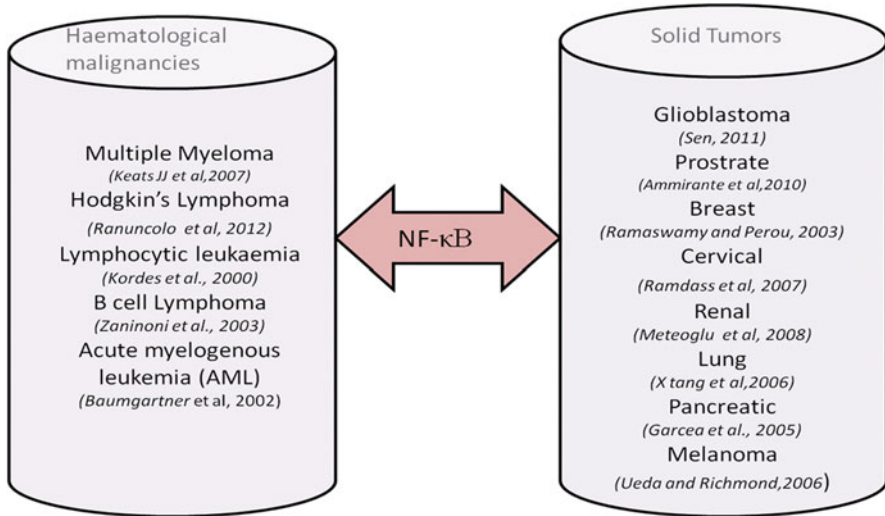 Haematological
malignancies
Multiple Myeloma
(Keats JJ et al,2007)
Hodgkin's Lymphoma
(Ranuncolo et al, 2012)
Lymphocytic leukaemia
(Kordes et al., 2000)
B cell Lymphoma
(Zaninoni et al., 2003)
Acute myelogenous
leukemia (AML)
(Baumgartner et al, 2002)
NF-κB
Solid Tumors
Glioblastoma
(Sen, 2011)
Prostrate
(Ammirante et al,2010)
Breast
(Ramaswamy and Perou, 2003)
Cervical
(Ramdass et al, 2007)
Renal
(Meteoglu et al, 2008)
Lung
(X tang et al,2006)
Pancreatic
(Garcea et al., 2005)
Melanoma
(Ueda and Richmond,2006)